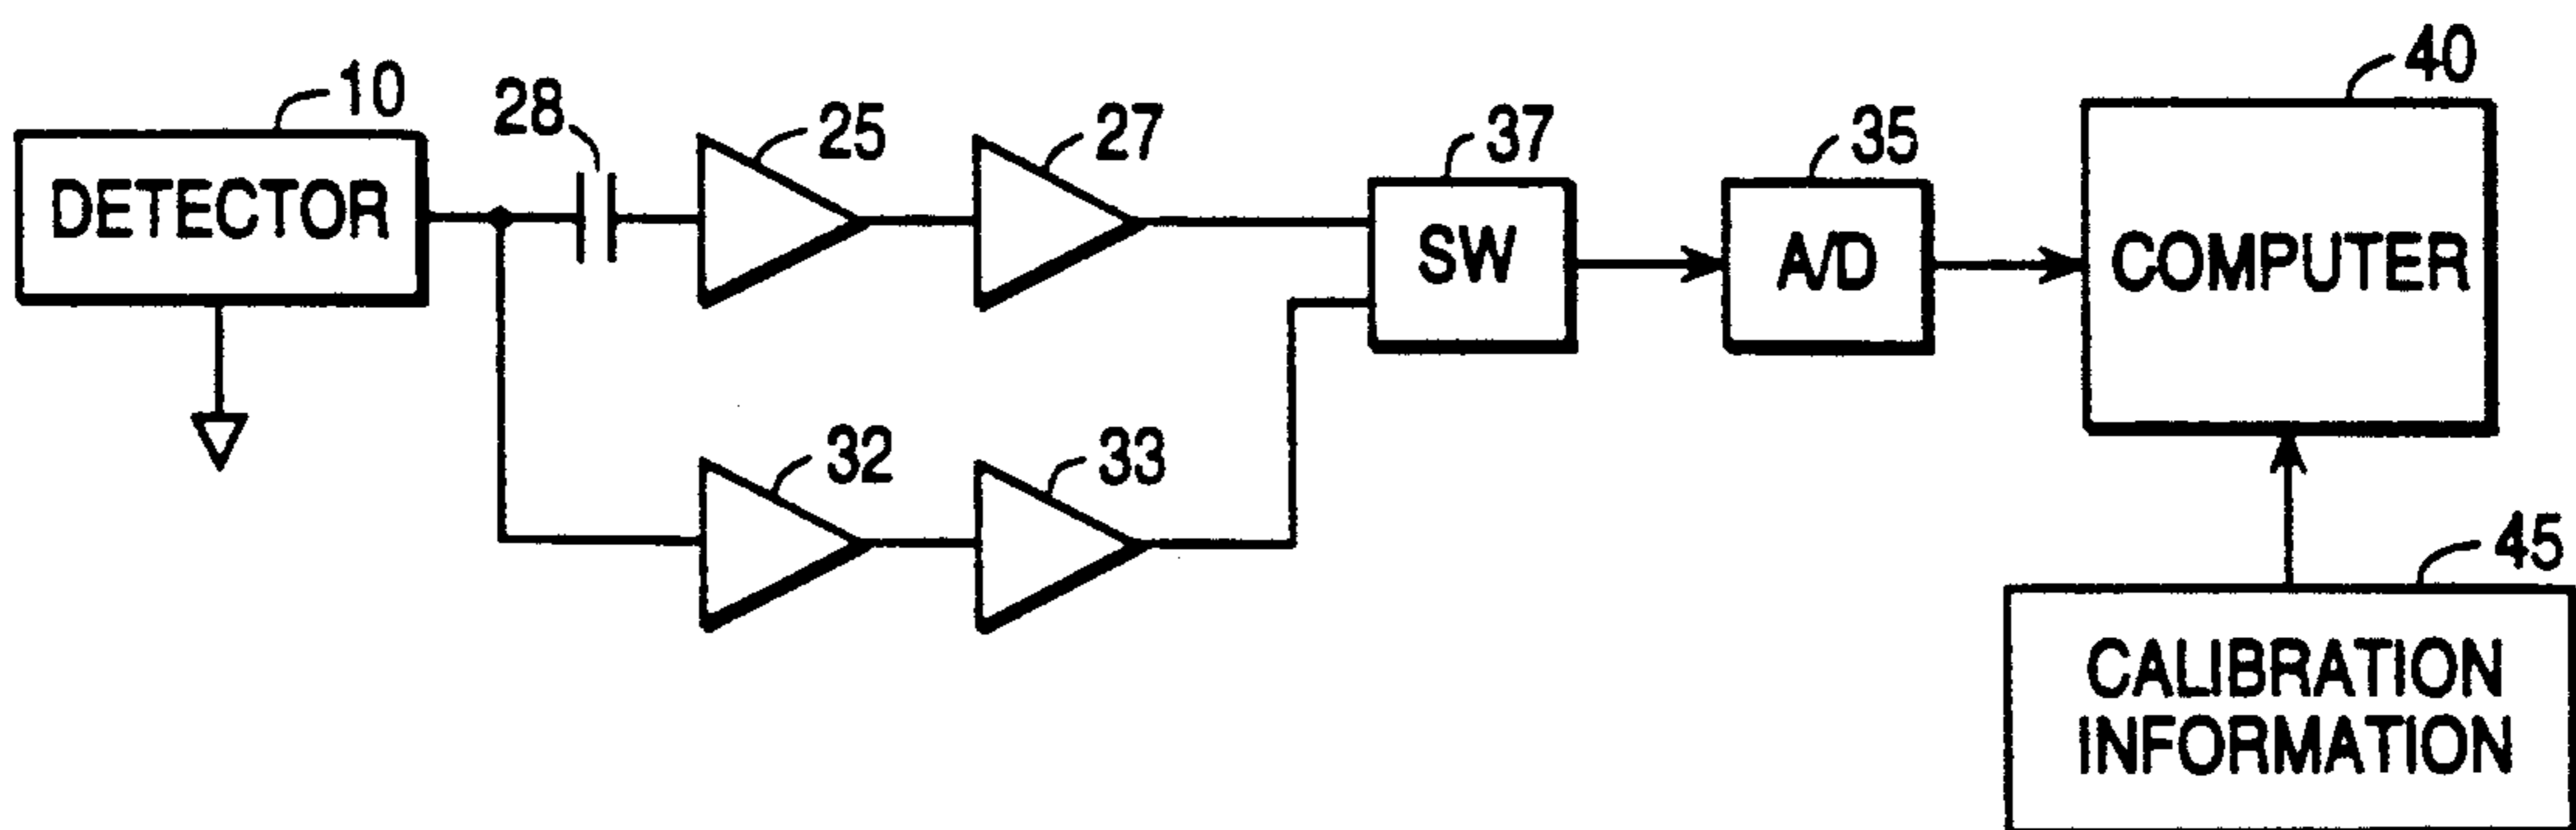 10
DETECTOR
28
25
27
37
SW
35
A/D
40
COMPUTER
32
33
45
CALIBRATION
INFORMATION